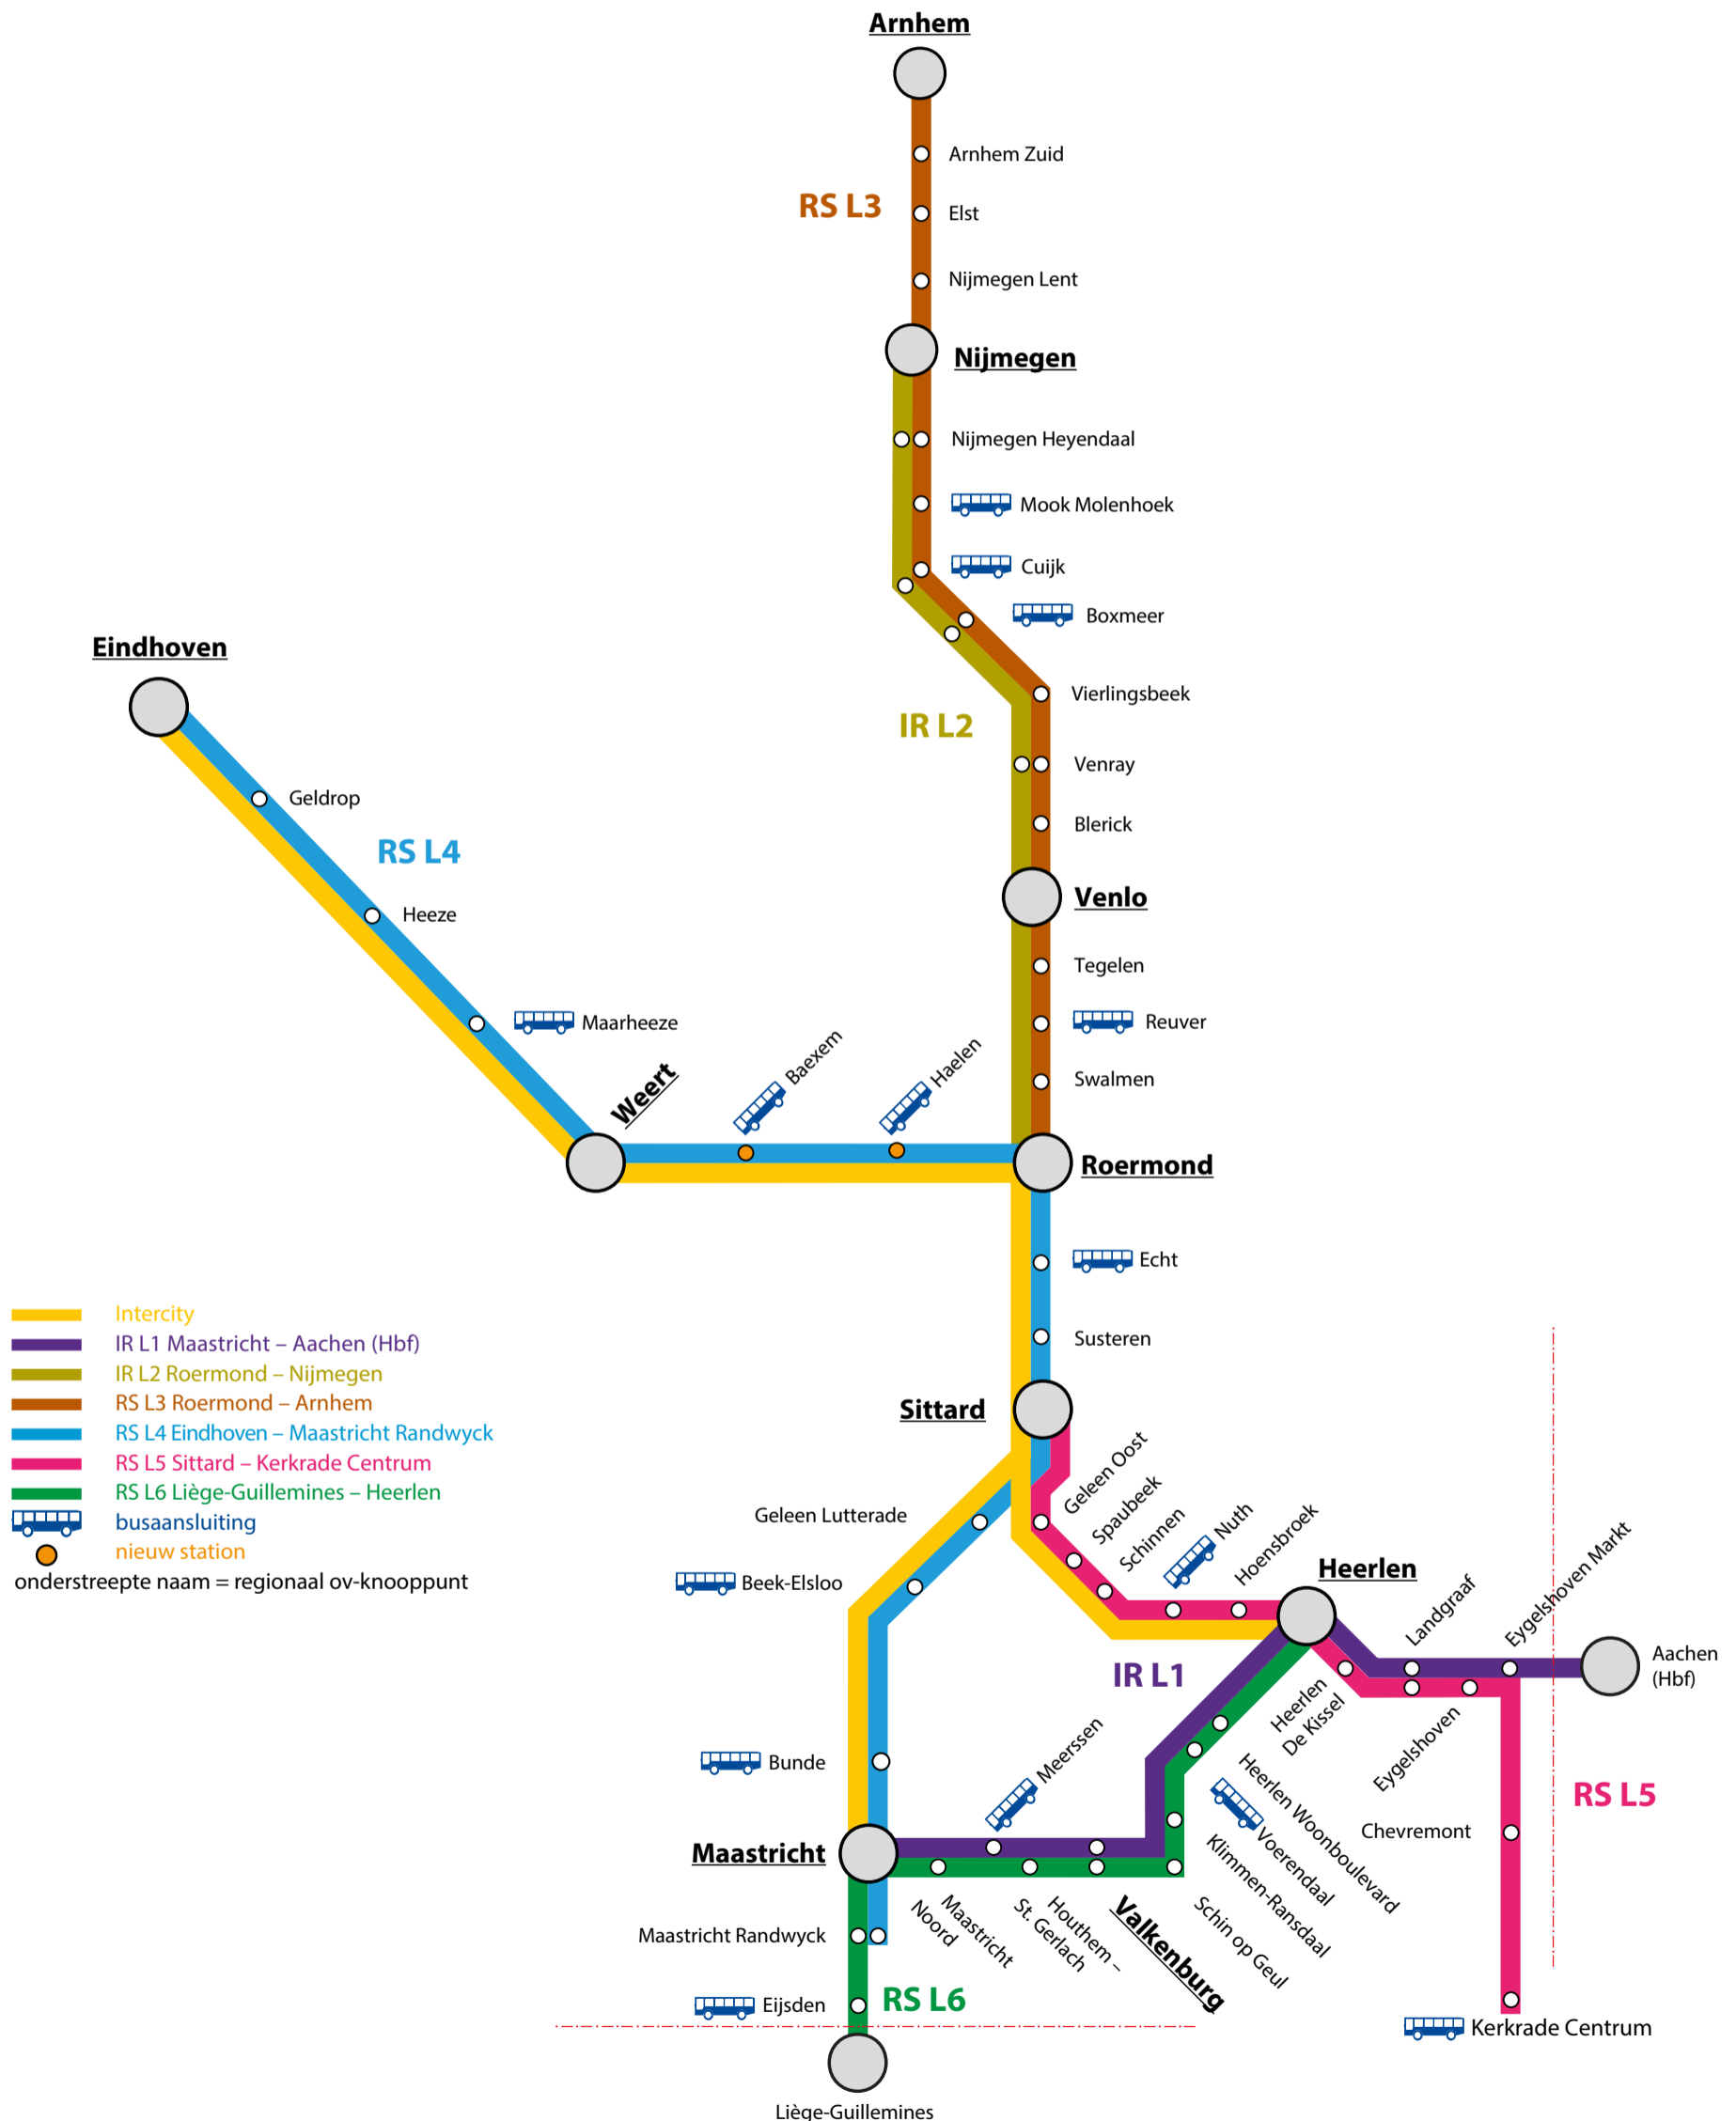 Arnhem
Arnhem Zuid
RS L3
Elst
Nijmegen Lent
Nijmegen
Nijmegen Heyendaal
Mook Molenhoek
Cuijk
Boxmeer
Eindhoven
Vierlingsbeek
IR L2
Venray
Geldrop
Blerick
RS L4
Venlo
Heeze
Tegelen
Maarheeze
Reuver
Baexem
Haelen
Swalmen
Weert
Roermond
Echt
Intercity
IR L1 Maastricht – Aachen (Hbf)
Susteren
IR L2 Roermond – Nijmegen
RS L3 Roermond – Arnhem
Sittard
RS L4 Eindhoven – Maastricht Randwyck
RS L5 Sittard – Kerkrade Centrum
RS L6 Liège-Guillemines – Heerlen
busaansluiting
nieuw station
onderstreepte naam = regionaal ov-knooppunt
Geleen Oost
Spaubeek
Schinnen
Nuth
Hoensbroek
Geleen Lutterade
Beek-Elsloo
Heerlen
Landgraaf
Eygelshoven Markt
Aachen
(Hbf)
IR L1
Heerlen
De Kissel
Eygelshoven
Meerssen
Bunde
RS L5
Heerlen Woonboulevard
Voerendaal
Klimmen-Ransdaal
Schin op Geul
Chevremont
Maastricht
Maastricht
Noord
Houthem –
St. Gerlach
Valkenburg
Maastricht Randwyck
Eijsden
RS L6
Kerkrade Centrum
Liège-Guillemines